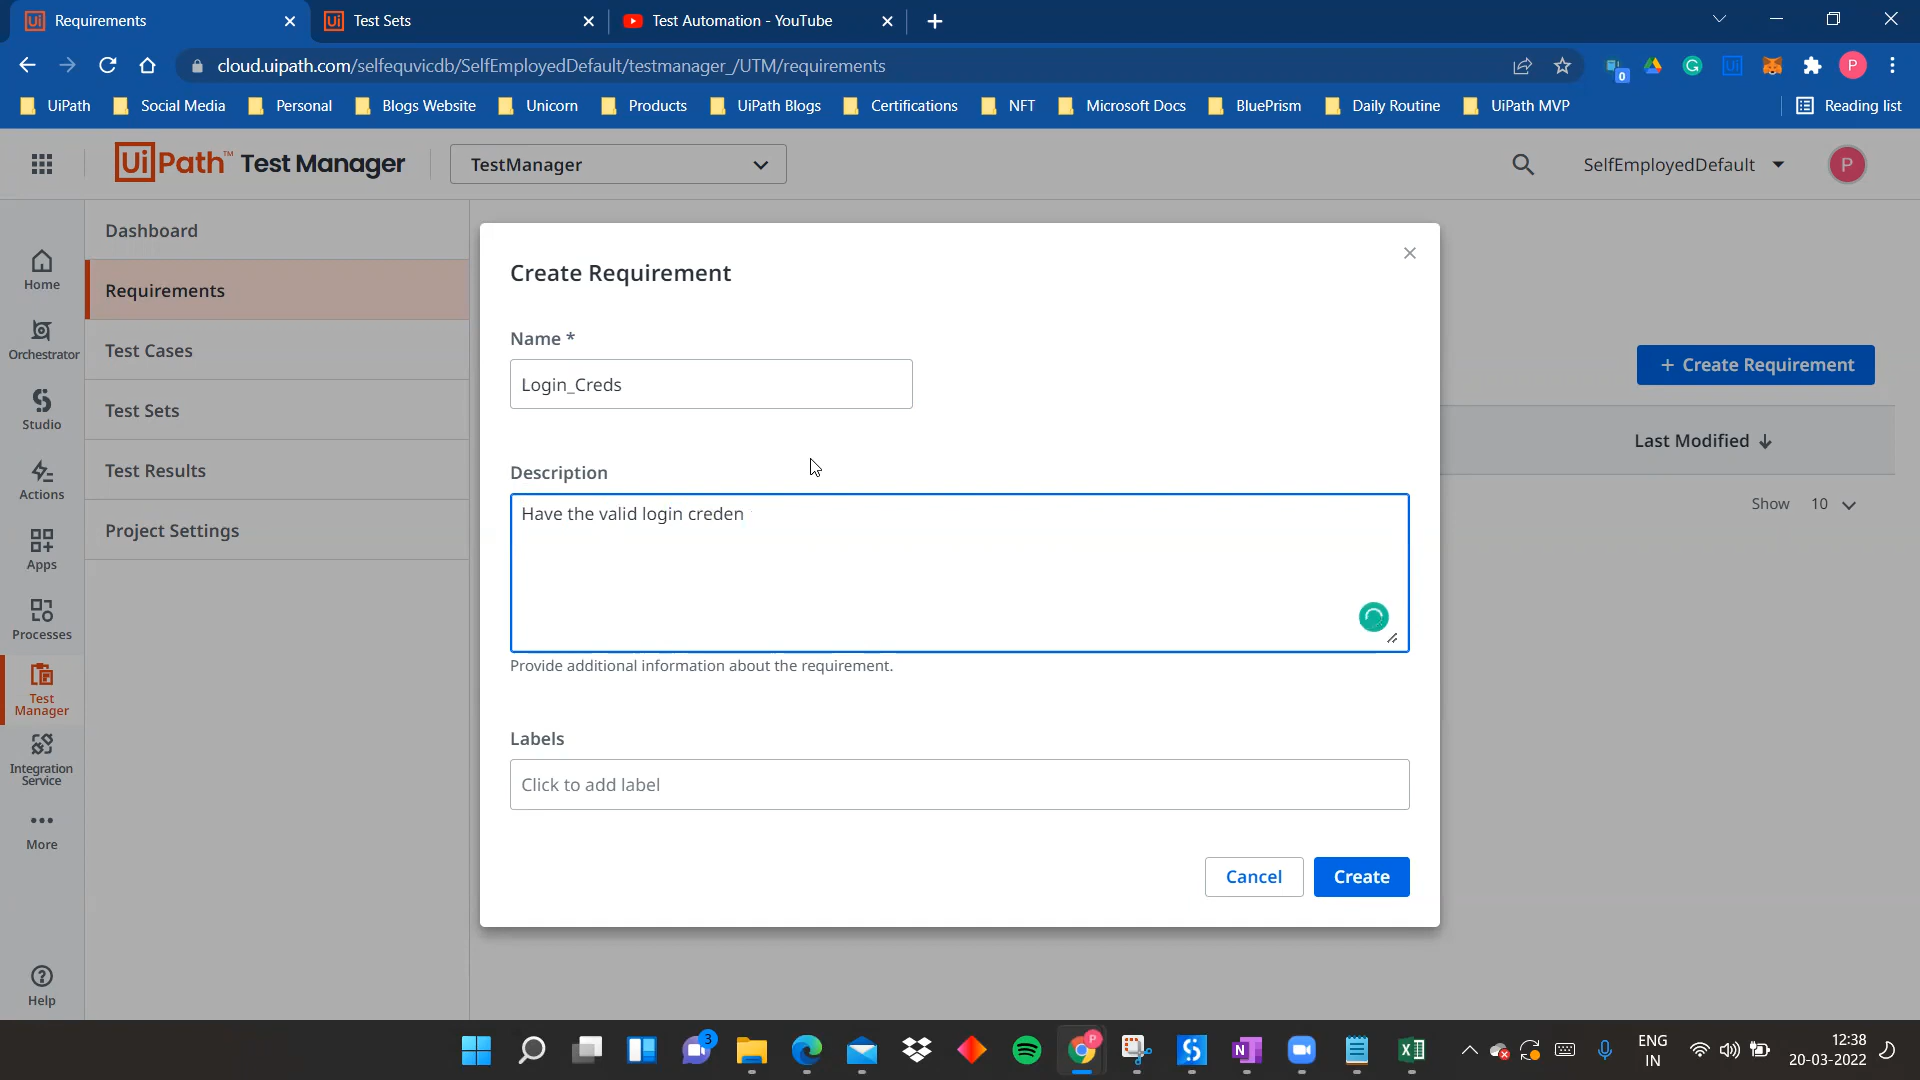 Requirements
Test Sets
Test Automation - YouTube
cloud.uipath.com/selfequvicdb/SelfEmployedDefault/testmanager_/UTM/requirements
0
P
UiPath
Social Media
Personal
Blogs Website
Unicorn
Products
UiPath Blogs
Certifications
NFT
Microsoft Docs
BluePrism
Daily Routine
UiPath MVP
Reading list
UiPath™ Test Manager
TestManager
SelfEmployedDefault
P
Home
Orchestrator
Studio
Actions
Apps
Processes
Test
Manager
Integration
Service
More
Help
Dashboard
Requirements
Test Cases
Test Sets
Test Results
Project Settings
Create Requirement
Name *
Login_Creds
Description
Have the valid login creden
Provide additional information about the requirement.
Labels
Click to add label
Cancel
Create
+ Create Requirement
Last Modified
Show 10
3
P
ENG
IN
12:38
20-03-2022